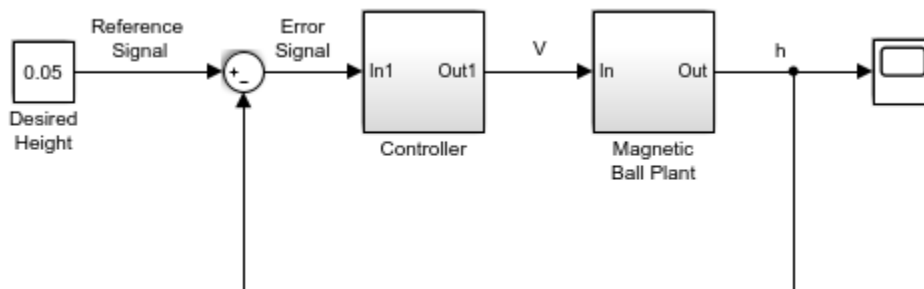 Reference
Signal
Error
Signal
0.05
+
-
In1
Out1
V
In
Out
h
Desired
Height
Controller
Magnetic
Ball Plant